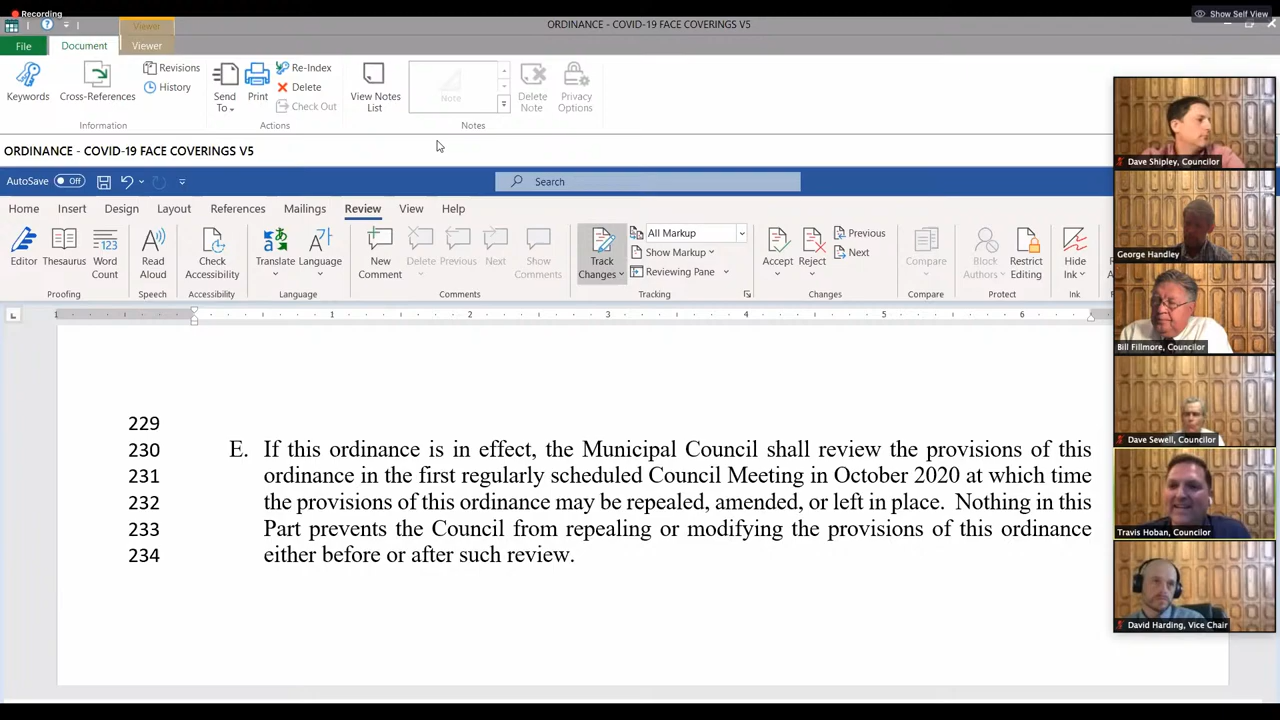 Recording
ORDINANCE - COVID-19 FACE COVERINGS V5
Show Self View
Viewer
File
Document
Viewer
Keywords
Cross-References
Revisions
History
Information
Send To
Print
Re-Index
Delete
Check Out
Actions
View Notes List
Note
Delete Note
Privacy Options
Notes
ORDINANCE - COVID-19 FACE COVERINGS V5
AutoSave Off
Search
Home Insert Design Layout References Mailings Review View Help
Editor
Thesaurus
Word Count
Proofing
Read Aloud
Speech
Check Accessibility
Accessibility
Translate
Language
Language
New Comment
Delete
Previous
Next
Show Comments
Comments
Track Changes
All Markup
Show Markup
Reviewing Pane
Tracking
Accept
Reject
Previous
Next
Changes
Compare
Compare
Block Authors
Restrict Editing
Protect
Hide Ink
Ink
1 1 2 3 4 5 6
229
230 E. If this ordinance is in effect, the Municipal Council shall review the provisions of this
231 ordinance in the first regularly scheduled Council Meeting in October 2020 at which time
232 the provisions of this ordinance may be repealed, amended, or left in place. Nothing in this
233 Part prevents the Council from repealing or modifying the provisions of this ordinance
234 either before or after such review.
Dave Shipley, Councilor
George Handley
Bill Fillmore, Councilor
Dave Sewell, Councilor
Travis Hoban, Councilor
David Harding, Vice Chair